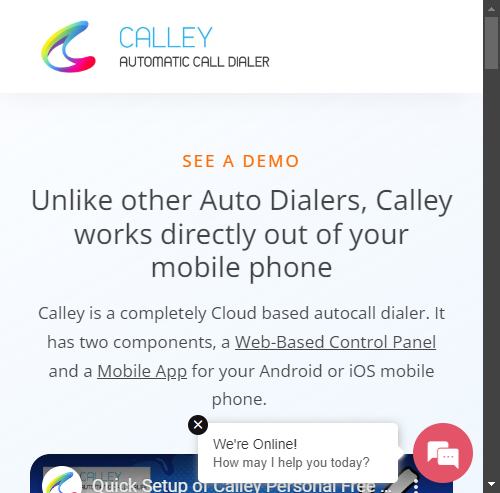 CALLEY
AUTOMATIC CALL DIALER
SEE A DEMO
Unlike other Auto Dialers, Calley
works directly out of your
mobile phone
Calley is a completely Cloud based autocall dialer. It
has two components, a Web-Based Control Panel
and a Mobile App for your Android or iOS mobile
phone.
We're Online!
How may I help you today?
CALLEY
Quick Setup of Calley Personal Free ...